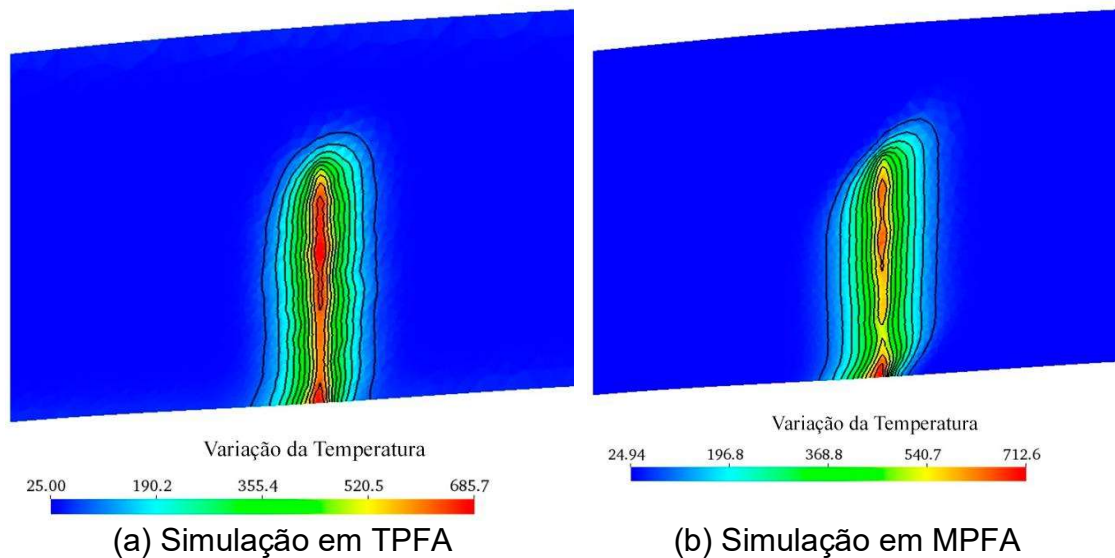 Variação da Temperatura
25.00 190.2 355.4 520.5 685.7
(a) Simulação em TPFA
Variação da Temperatura
24.94 196.8 368.8 540.7 712.6
(b) Simulação em MPFA